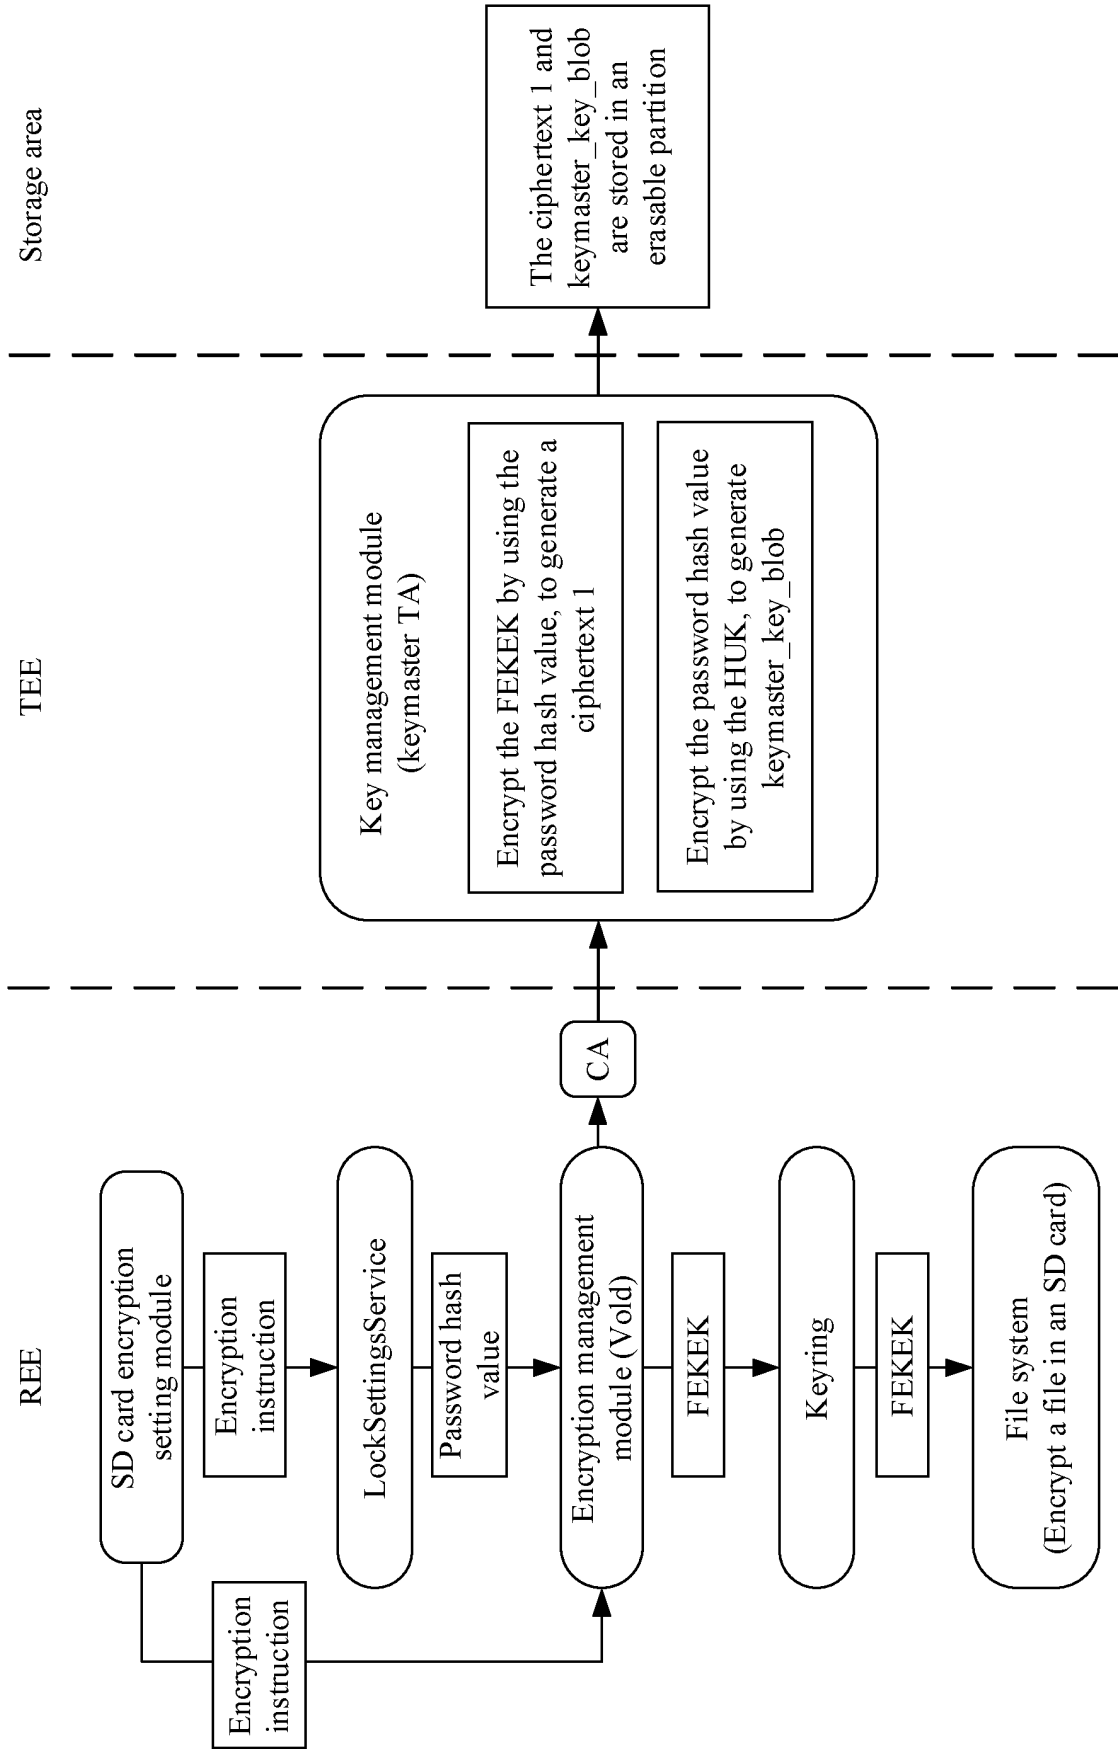 REE
TEE
Storage area
SD card encryption
setting module
Encryption
instruction
Encryption
instruction
LockSettingsService
Password hash
value
Encryption management
module (Vold)
FEKEK
Keyring
FEKEK
File system
(Encrypt a file in an SD card)
CA
Key management module
(keymaster TA)
Encrypt the FEKEK by using the
password hash value, to generate a
ciphertext 1
Encrypt the password hash value
by using the HUK, to generate
keymaster_key_blob
The ciphertext 1 and
keymaster_key_blob
are stored in an
erasable partition